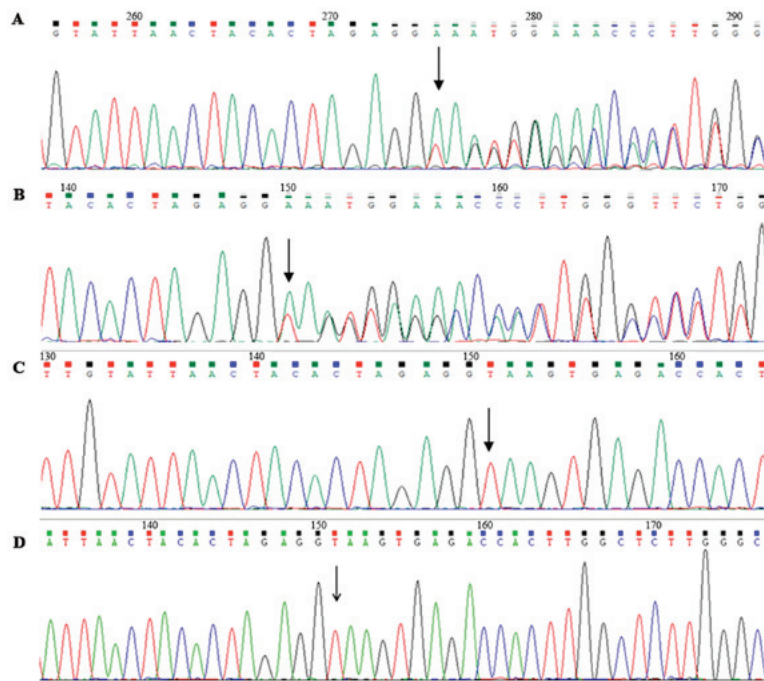 A 260 270 280 290
G T A T T A A C T A C A C T A G A G G A A A T G G A A A C C C T T G G G
B 140 150 160 170
T A C A C T A G A G G A A A T G G A A A C C C T T G G G T T C T G G
130 140 150 160
C T T G T A T T A A C T A C A C T A G A G G T A A G T G A G A C C A C T
140 150 160 170
D A T T A A C T A C A C T A G A G G T A A G T G A G A C C A C T T G G C T C T T G G G C